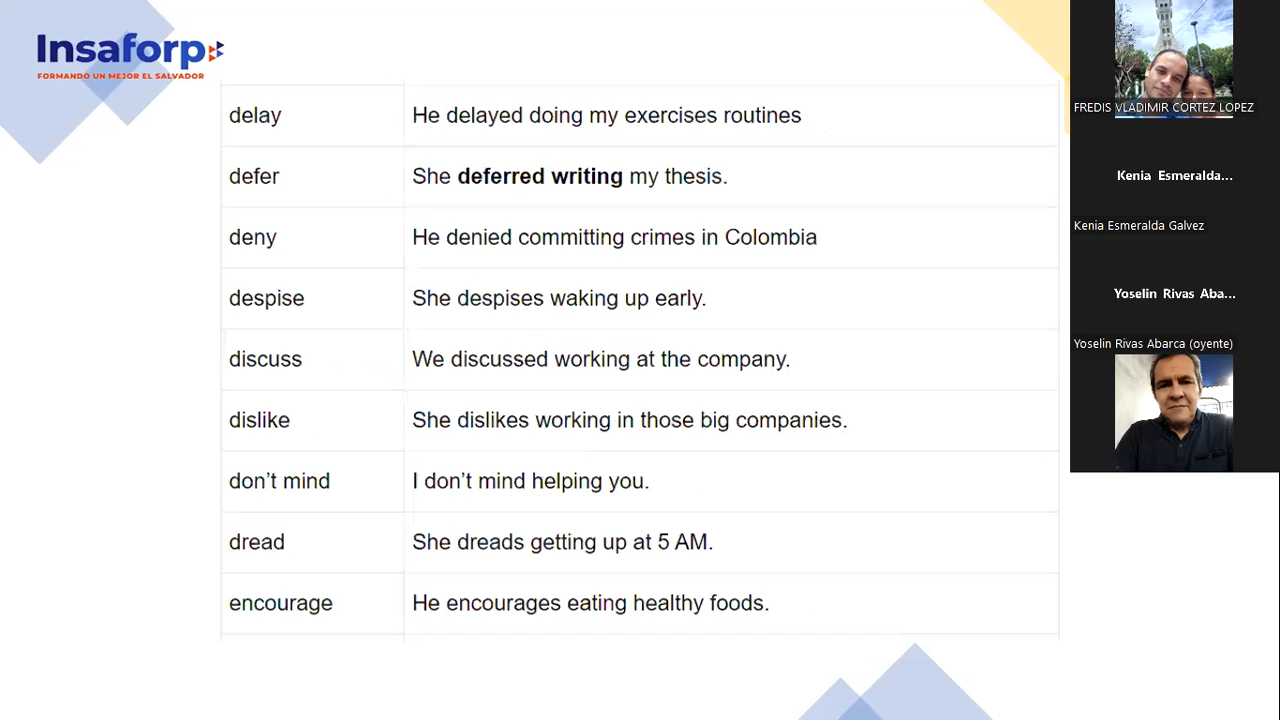 Insaforp
FORMANDO UN MEJOR EL SALVADOR
delay He delayed doing my exercises routines
defer She deferred writing my thesis.
deny He denied committing crimes in Colombia
despise She despises waking up early.
discuss We discussed working at the company.
dislike She dislikes working in those big companies.
don’t mind I don’t mind helping you.
dread She dreads getting up at 5 AM.
encourage He encourages eating healthy foods.
FREDIS VLADIMIR CORTEZ LOPEZ
Kenia Esmeralda...
Kenia Esmeralda Galvez
Yoselin Rivas Aba...
Yoselin Rivas Abarca (oyente)